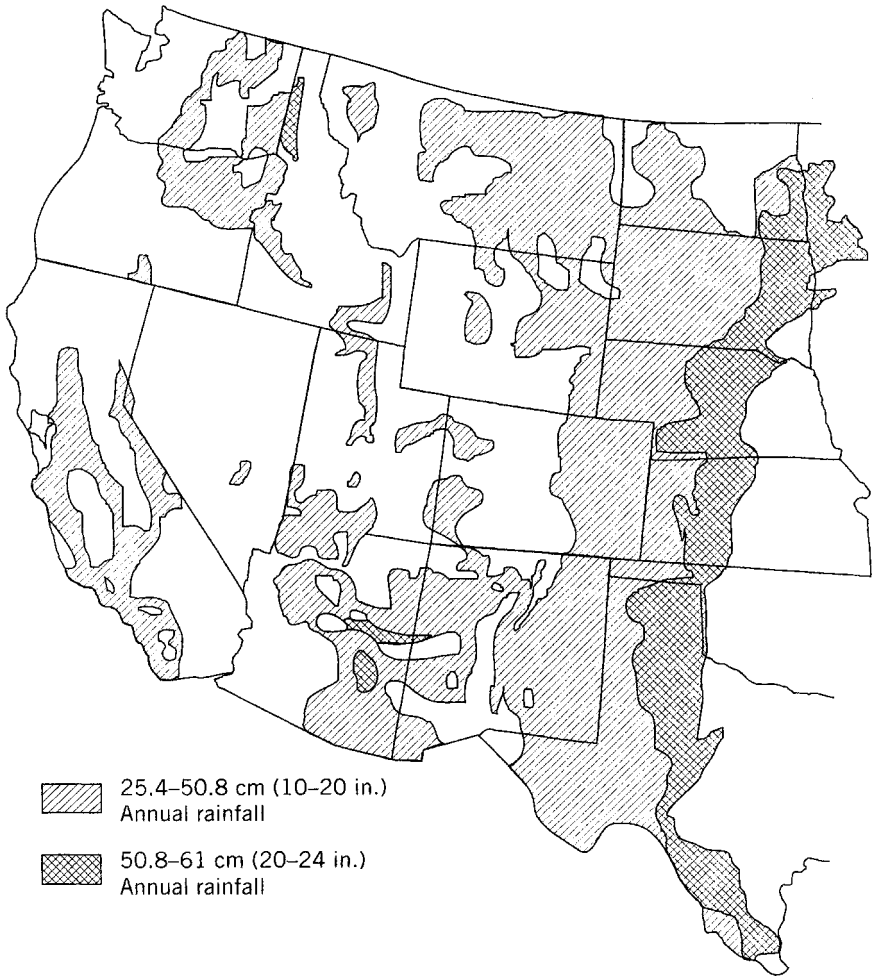 25.4–50.8 cm (10–20 in.)
Annual rainfall
50.8–61 cm (20–24 in.)
Annual rainfall